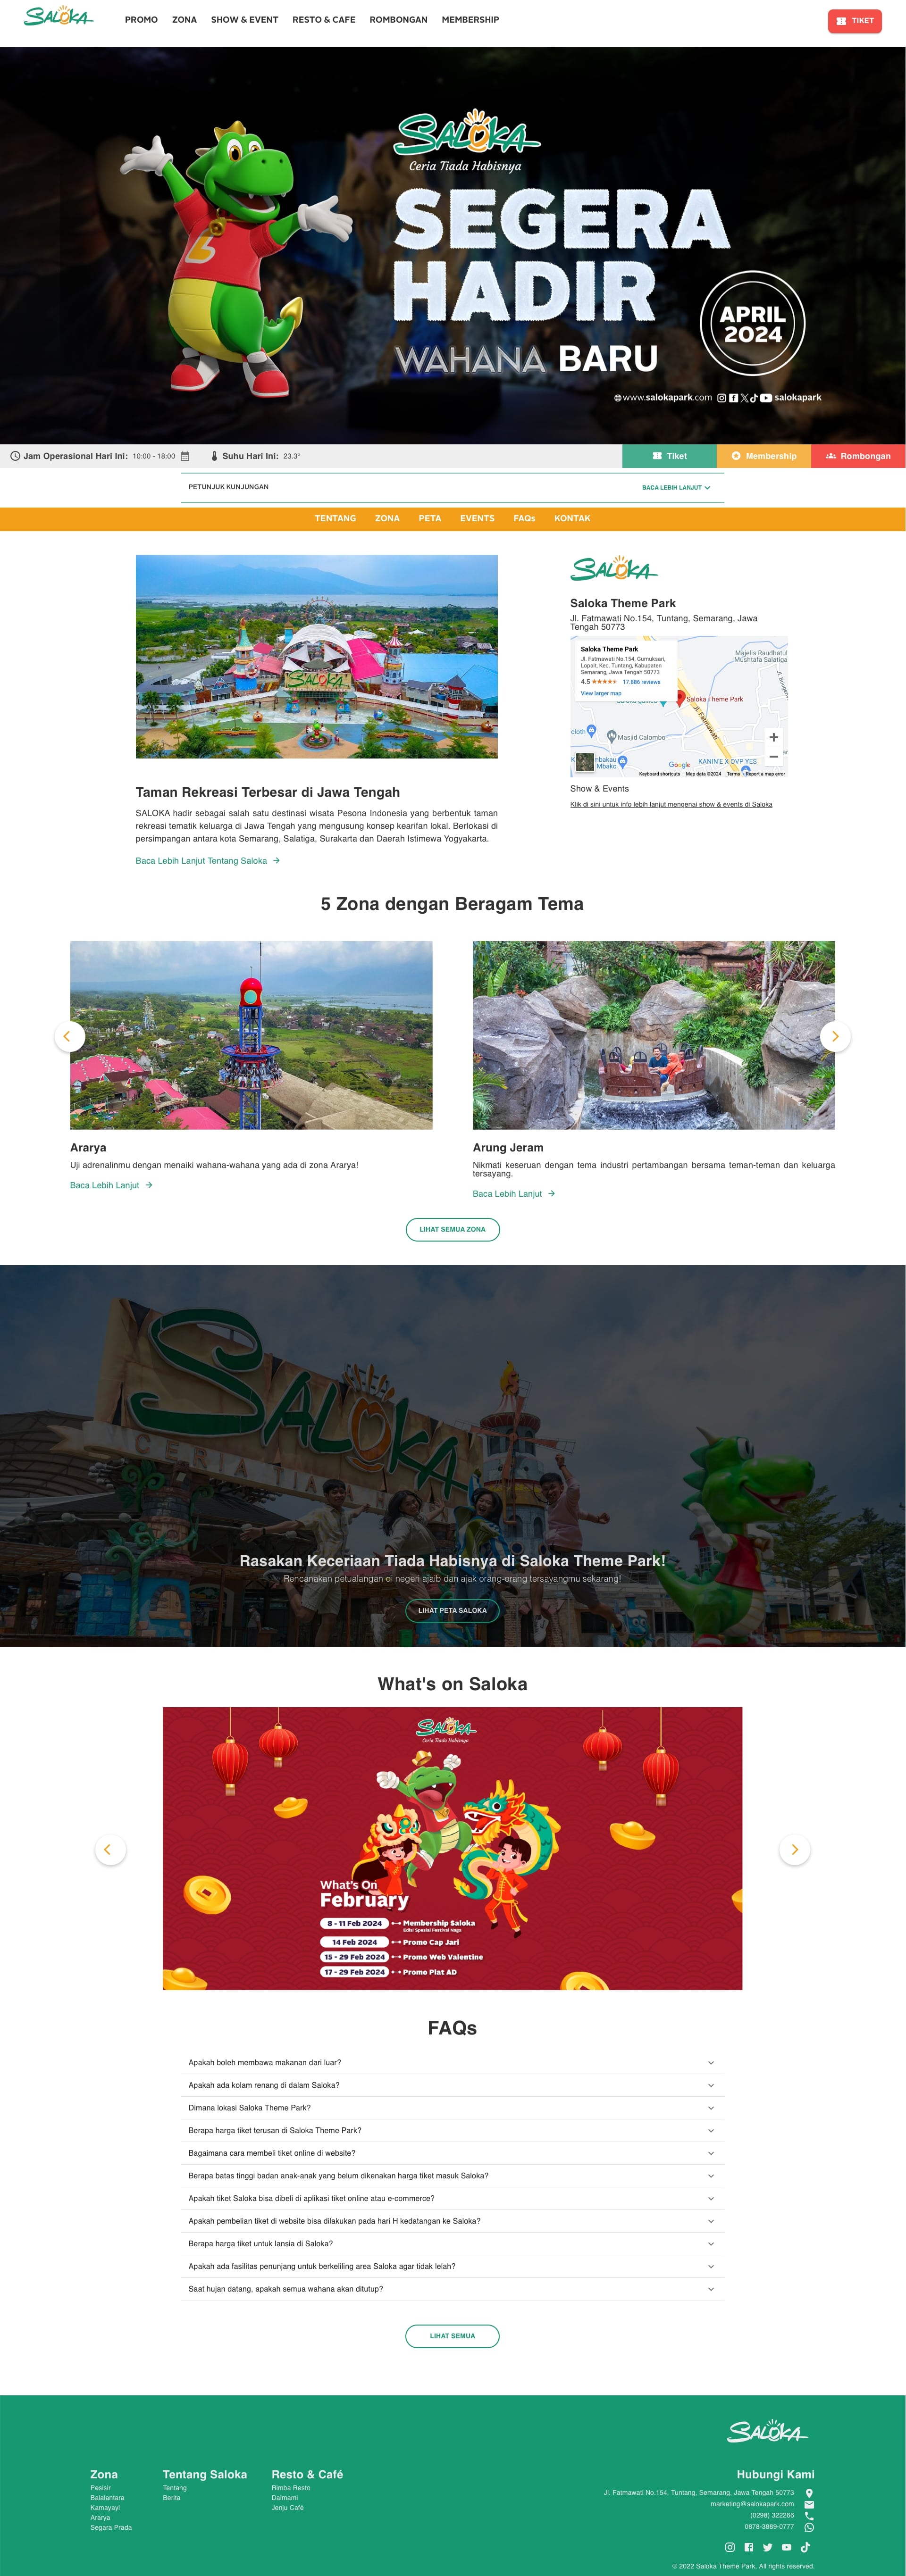 SALOKA
PROMO ZONA SHOW & EVENT RESTO & CAFE ROMBONGAN MEMBERSHIP
TIKET
SALOKA
Ceria Tiada Habisnya
SEGERA
HADIR
WAHANA BARU
APRIL
2024
www.salokapark.com salokapark
Jam Operasional Hari Ini: 10:00 - 18:00
Suhu Hari Ini: 23.3°
Tiket
Membership
Rombongan
PETUNJUK KUNJUNGAN
BACA LEBIH LANJUT
TENTANG ZONA PETA EVENTS FAQs KONTAK
SALOKA
Taman Rekreasi Terbesar di Jawa Tengah
SALOKA hadir sebagai salah satu destinasi wisata Pesona Indonesia yang berbentuk taman
rekreasi tematik keluarga di Jawa Tengah yang mengusung konsep kearifan lokal. Berlokasi di
persimpangan antara kota Semarang, Salatiga, Surakarta dan Daerah Istimewa Yogyakarta.
Baca Lebih Lanjut Tentang Saloka
SALOKA
Saloka Theme Park
Jl. Fatmawati No.154, Tuntang, Semarang, Jawa
Tengah 50773
Saloka Theme Park
Jl. Fatmawati No.154, Gumuksari,
Lopait, Kec. Tuntang, Kabupaten
Semarang, Jawa Tengah 50773
4.5 17.886 reviews
View larger map
Majelis Raudhatul
Mushtafa Salatiga
Saloka Theme Park
Jl. Fatmawati
Masjid Calombo
cloth
mbakau
Mbako
KANIN'E X OVP YES
Google
Keyboard shortcuts Map data ©2024 Terms Report a map error
Show & Events
Klik di sini untuk info lebih lanjut mengenai show & events di Saloka
5 Zona dengan Beragam Tema
Ararya
Uji adrenalinmu dengan menaiki wahana-wahana yang ada di zona Ararya!
Baca Lebih Lanjut
Arung Jeram
Nikmati keseruan dengan tema industri pertambangan bersama teman-teman dan keluarga
tersayang.
Baca Lebih Lanjut
LIHAT SEMUA ZONA
SALOKA
Rasakan Keceriaan Tiada Habisnya di Saloka Theme Park!
Rencanakan petualangan di negeri ajaib dan ajak orang-orang tersayangmu sekarang!
LIHAT PETA SALOKA
What's on Saloka
SALOKA
Ceria Tiada Habisnya
What's On
February
8 - 11 Feb 2024 Membership Saloka
Edisi Spesial Festival Naga
14 Feb 2024 Promo Cap Jari
15 - 29 Feb 2024 Promo Web Valentine
17 - 29 Feb 2024 Promo Plat AD
FAQs
Apakah boleh membawa makanan dari luar?
Apakah ada kolam renang di dalam Saloka?
Dimana lokasi Saloka Theme Park?
Berapa harga tiket terusan di Saloka Theme Park?
Bagaimana cara membeli tiket online di website?
Berapa batas tinggi badan anak-anak yang belum dikenakan harga tiket masuk Saloka?
Apakah tiket Saloka bisa dibeli di aplikasi tiket online atau e-commerce?
Apakah pembelian tiket di website bisa dilakukan pada hari H kedatangan ke Saloka?
Berapa harga tiket untuk lansia di Saloka?
Apakah ada fasilitas penunjang untuk berkeliling area Saloka agar tidak lelah?
Saat hujan datang, apakah semua wahana akan ditutup?
LIHAT SEMUA
SALOKA
Zona
Pesisir
Balalantara
Kamayayi
Ararya
Segara Prada
Tentang Saloka
Tentang
Berita
Resto & Café
Rimba Resto
Daimami
Jenju Café
Hubungi Kami
Jl. Fatmawati No.154, Tuntang, Semarang, Jawa Tengah 50773
marketing@salokapark.com
(0298) 322266
0878-3889-0777
© 2022 Saloka Theme Park, All rights reserved.